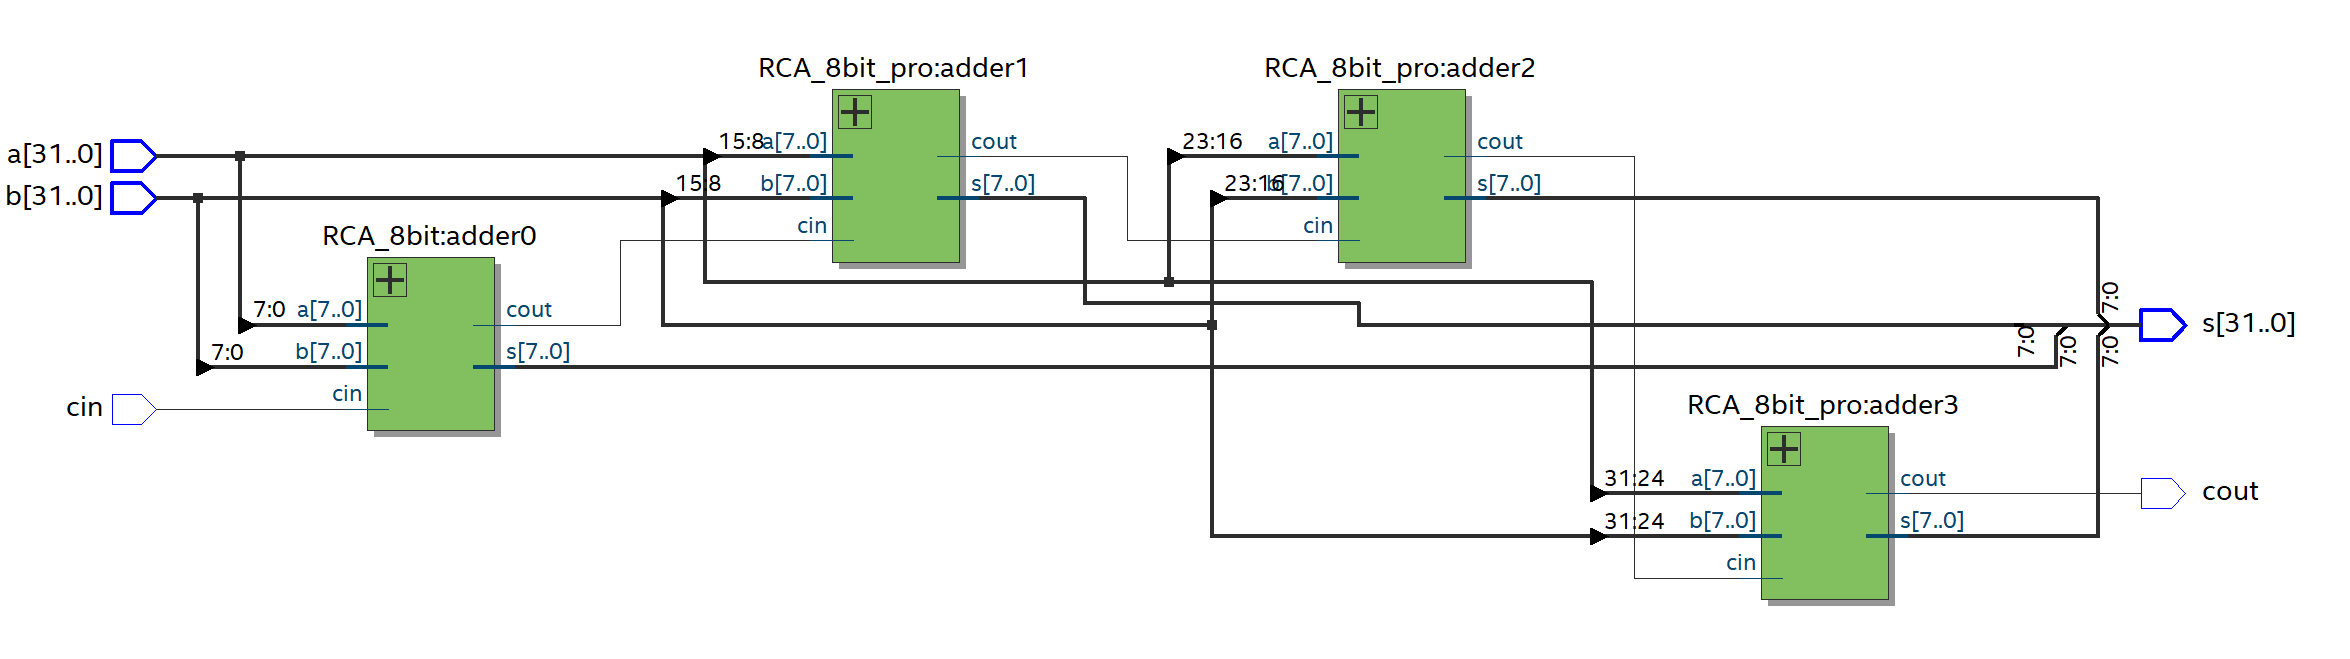 RCA_8bit_pro:adder1
RCA_8bit_pro:adder2
a[31..0]
15:8 a[7..0]
cout
23:16 a[7..0]
cout
b[31..0]
15:8 b[7..0]
s[7..0]
23:16 b[7..0]
s[7..0]
cin
cin
RCA_8bit:adder0
7:0 a[7..0]
cout
7:0
s[31..0]
7:0 b[7..0]
s[7..0]
7:0
7:0
7:0
cin
cin
RCA_8bit_pro:adder3
31:24 a[7..0]
cout
cout
31:24 b[7..0]
s[7..0]
cin